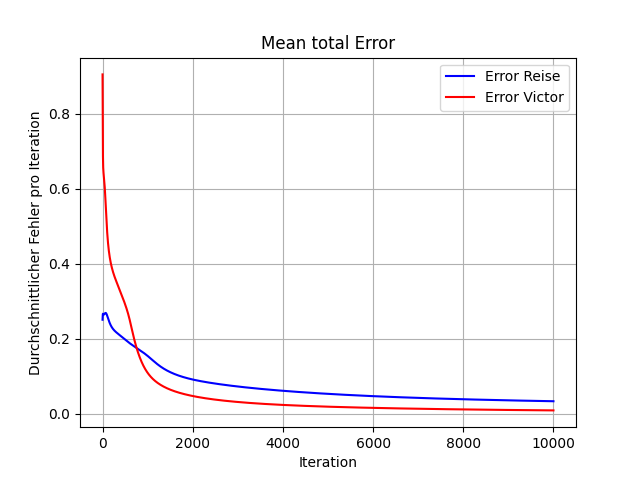 Mean total Error
Error Reise
Error Victor
Durchschnittlicher Fehler pro Iteration
0.8
0.6
0.4
0.2
0.0
0 2000 4000 6000 8000 10000
Iteration